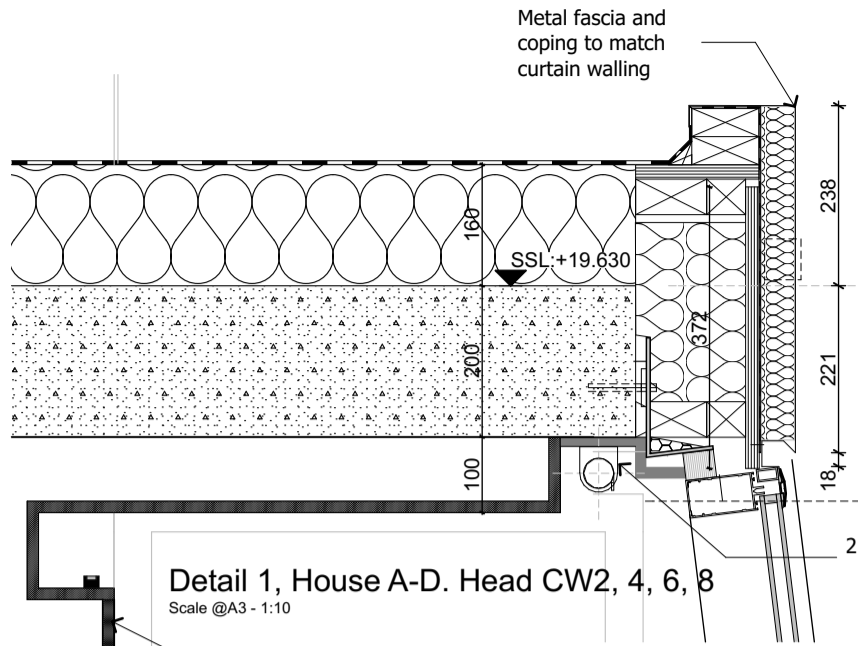 Metal fascia and
coping to match
curtain walling
238
160
SSL:+19.630
372
200
221
100
18
2
Detail 1, House A-D. Head CW2, 4, 6, 8
Scale @A3 - 1:10